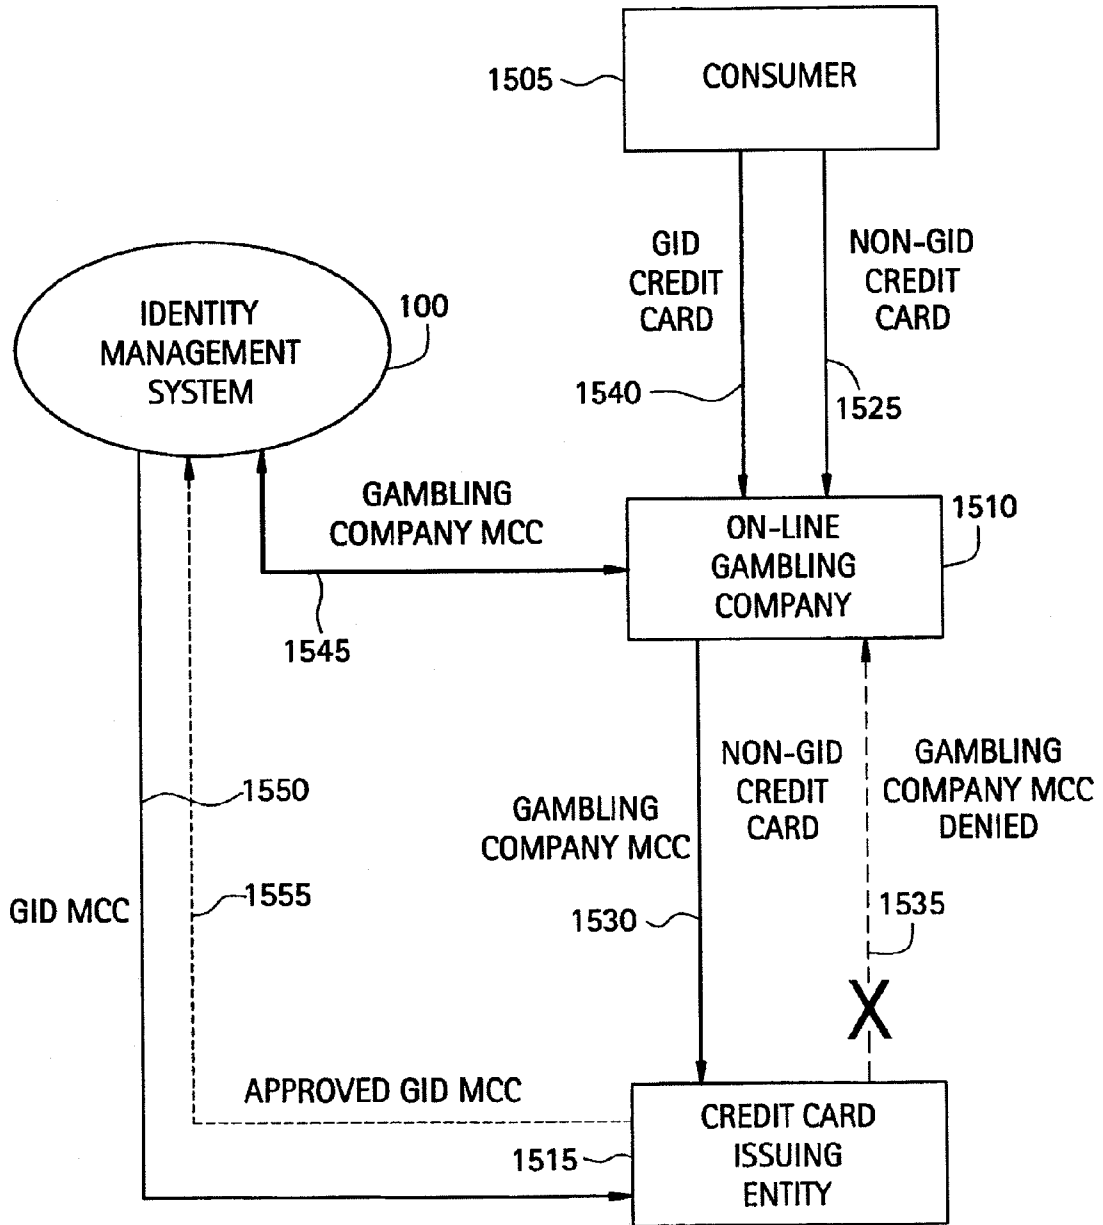 1505
CONSUMER
GID
CREDIT
CARD
NON-GID
CREDIT
CARD
IDENTITY
MANAGEMENT
SYSTEM
100
1540
1525
GAMBLING
COMPANY MCC
1545
ON-LINE
GAMBLING
COMPANY
1510
1550
GID MCC
1555
GAMBLING
COMPANY MCC
1530
NON-GID
CREDIT
CARD
GAMBLING
COMPANY MCC
DENIED
1535
X
APPROVED GID MCC
1515
CREDIT CARD
ISSUING
ENTITY